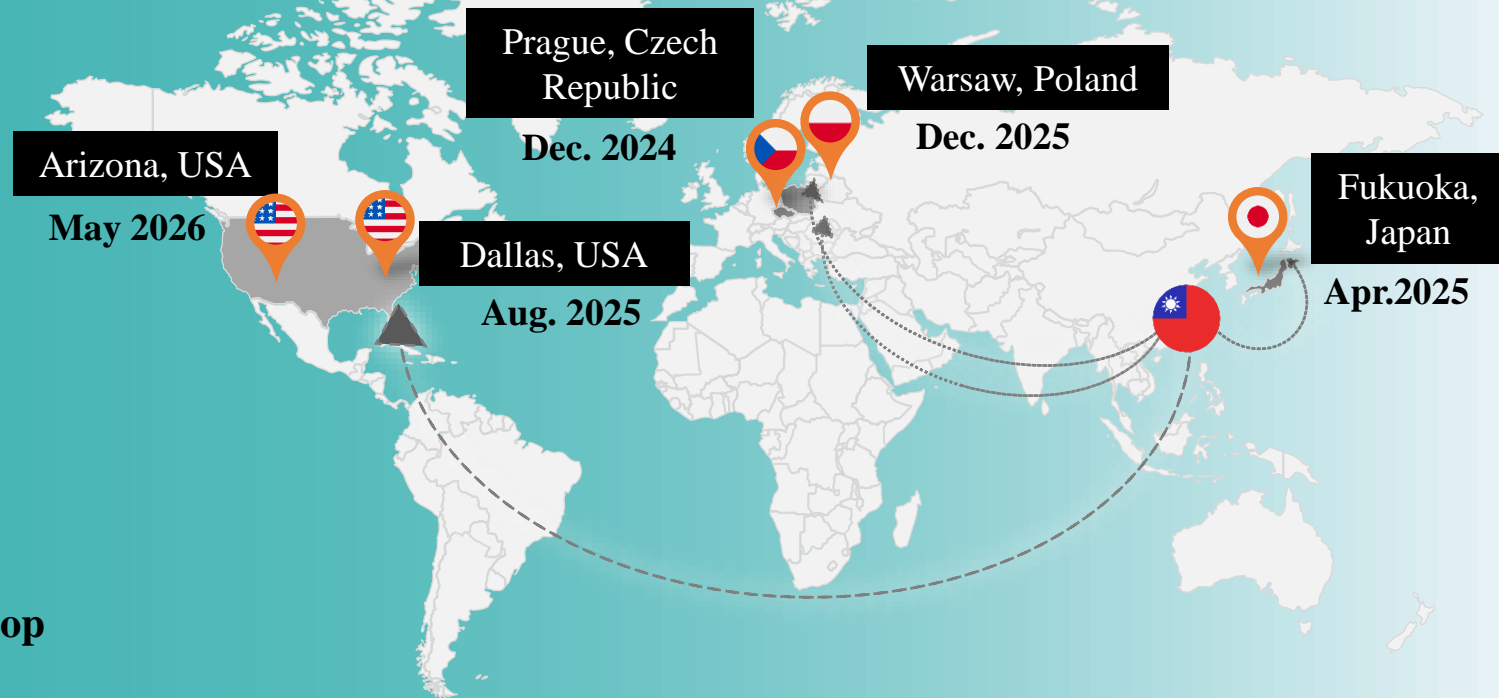 Prague, Czech
Republic
Dec. 2024
Warsaw, Poland
Dec. 2025
Arizona, USA
May 2026
Dallas, USA
Aug. 2025
Fukuoka,
Japan
Apr.2025
op